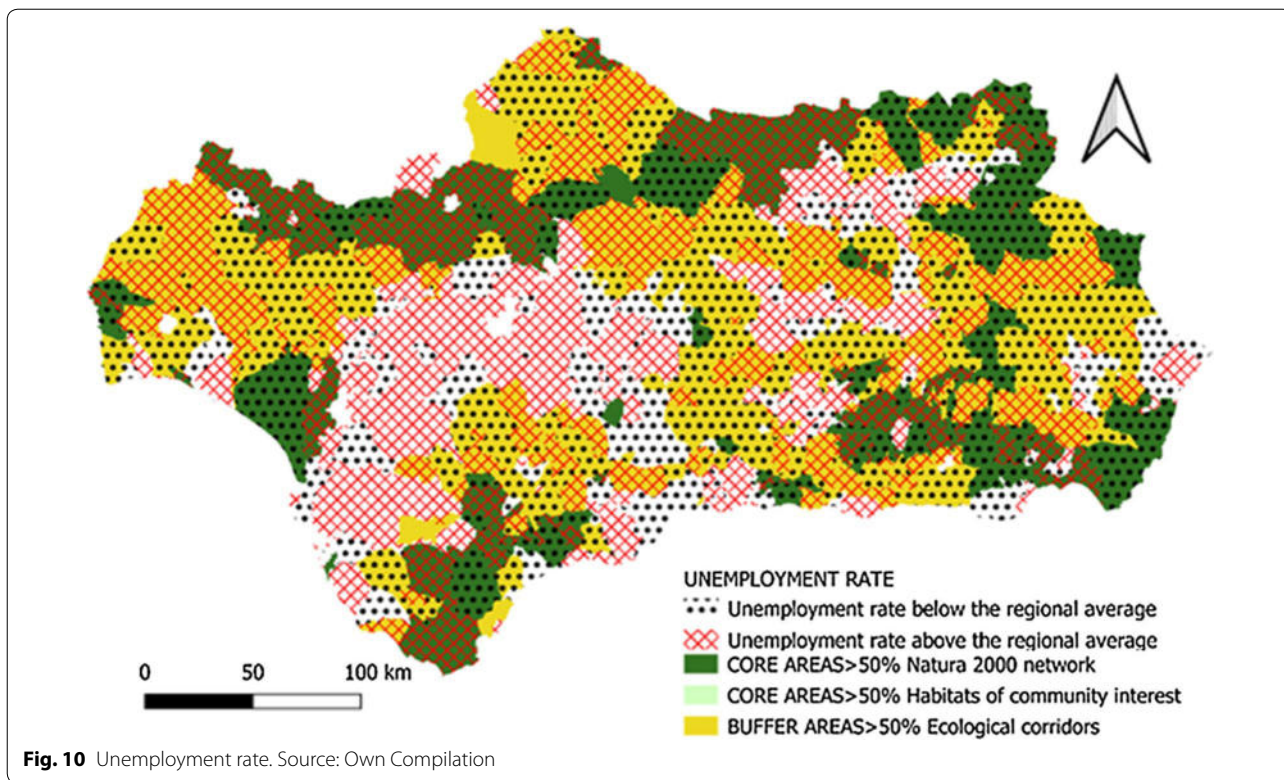 UNEMPLOYMENT RATE
Unemployment rate below the regional average
Unemployment rate above the regional average
CORE AREAS>50% Natura 2000 network
CORE AREAS>50% Habitats of community interest
BUFFER AREAS>50% Ecological corridors
0 50 100 km
Fig. 10 Unemployment rate. Source: Own Compilation